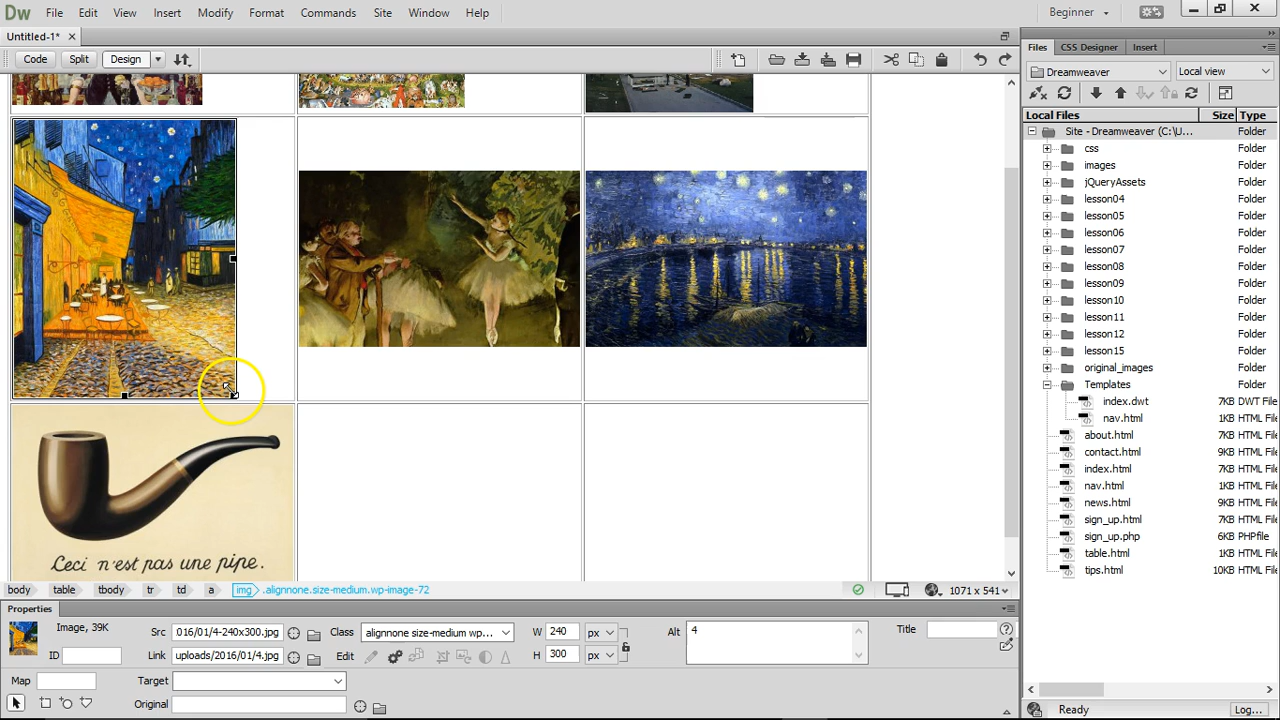 Dw File Edit View Insert Modify Format Commands Site Window Help Beginner
Untitled-1*
Code Split Design
Files CSS Designer Insert
Dreamweaver Local view
Local Files Size Type
Site - Dreamweaver (C:\U... Folder
css Folder
images Folder
jQueryAssets Folder
lesson04 Folder
lesson05 Folder
lesson06 Folder
lesson07 Folder
lesson08 Folder
lesson09 Folder
lesson10 Folder
lesson11 Folder
lesson12 Folder
lesson15 Folder
original_images Folder
Templates Folder
index.dwt 7KB DWT File
nav.html 1KB HTML File
about.html 7KB HTML File
contact.html 9KB HTML File
index.html 7KB HTML File
nav.html 1KB HTML File
news.html 9KB HTML File
sign_up.html 7KB HTML File
sign_up.php 6KB PHP file
table.html 1KB HTML File
tips.html 10KB HTML File
Ceci n'est pas une pipe.
body table tbody tr td a img .alignnone.size-medium.wp-image-72 1071 x 541
Properties
Image, 39K Src 016/01/4-240x300.jpg Class alignnone size-medium wp... W 240 px Alt 4 Title
ID Link uploads/2016/01/4.jpg Edit H 300 px
Map Target
Original
Ready Log...